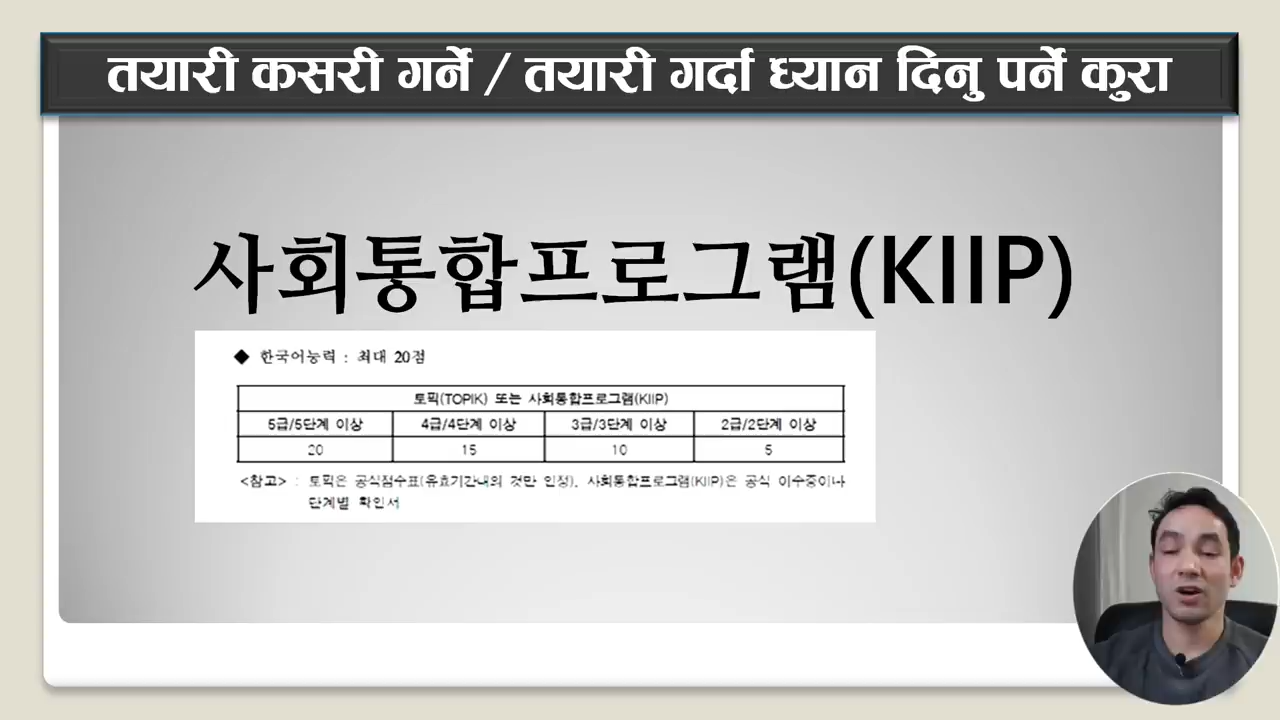 तयारी कसरी गर्ने / तयारी गर्दा ध्यान दिनु पर्ने कुरा
사회통합프로그램(KIIP)
◆ 한국어능력 : 최대 20점
토픽(TOPIK) 또는 사회통합프로그램(KIIP)
5급/5단계 이상 4급/4단계 이상 3급/3단계 이상 2급/2단계 이상
20 15 10 5
<참고> : 토픽은 공식점수표(유효기간내의 것만 인정), 사회통합프로그램(KIIP)은 공식 이수증이나
단계별 확인서